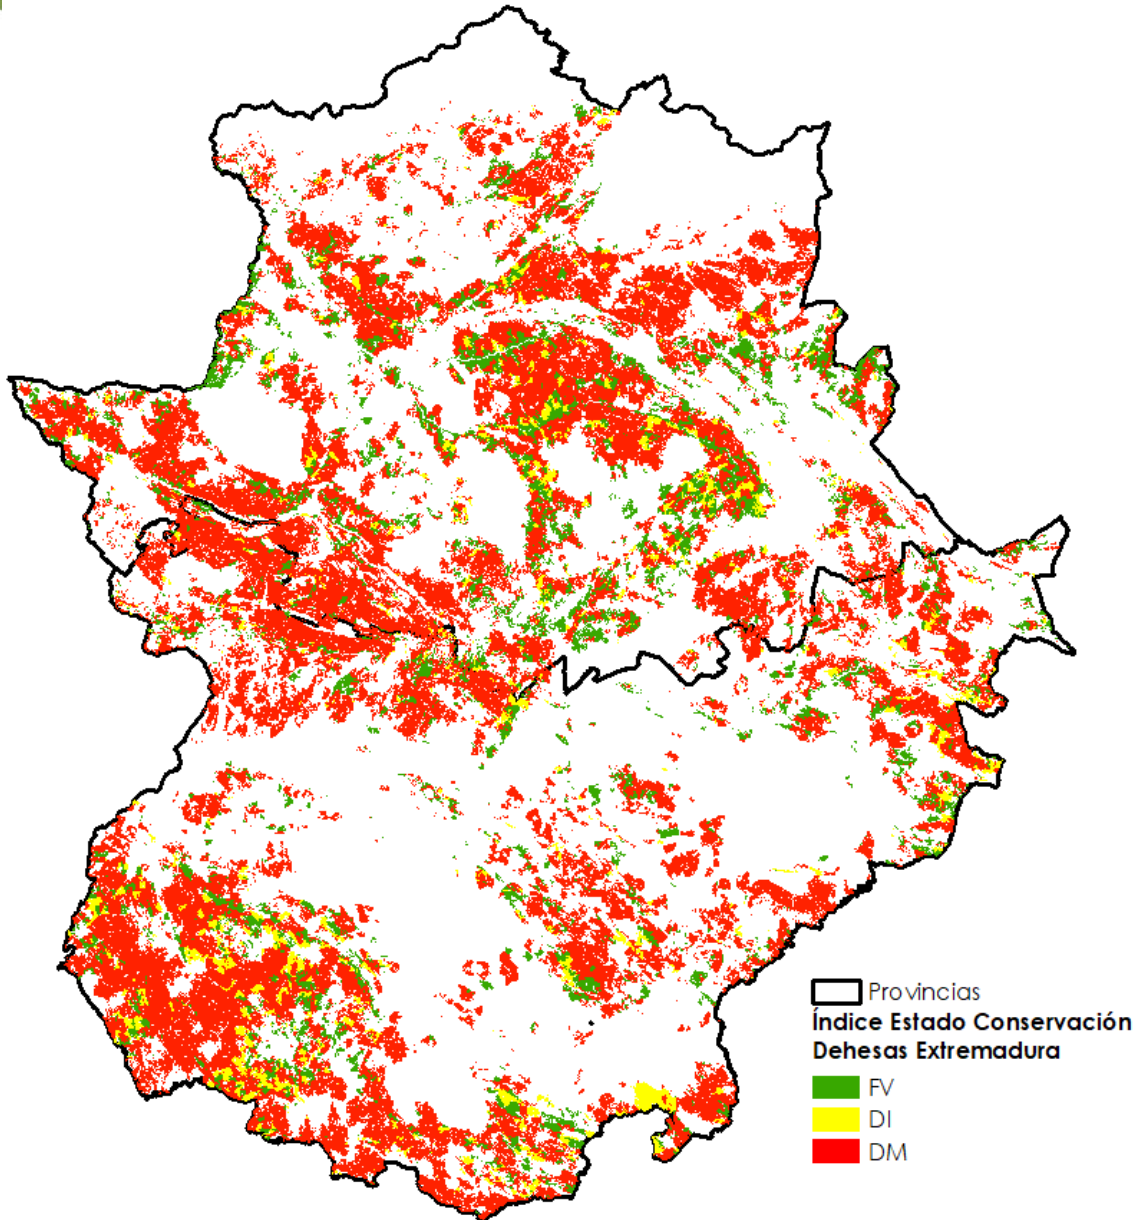 Provincias
Índice Estado Conservación
Dehesas Extremadura
FV
DI
DM